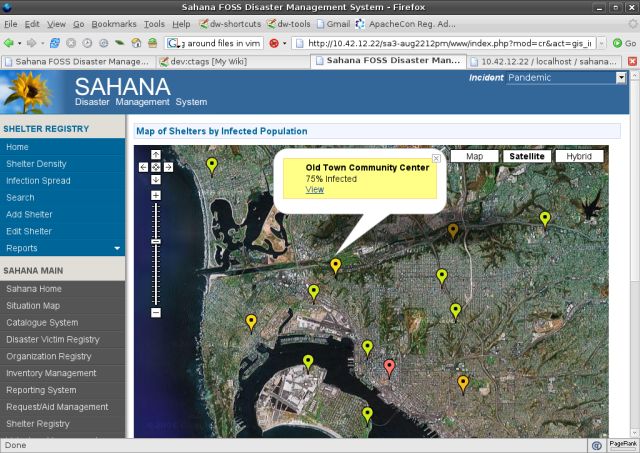 Sahana FOSS Disaster Management System - Firefox
File Edit View Go Bookmarks Tools Help dw-shortcuts dw-tools Gmail ApacheCon Reg. Ad...
around files in vim http://10.42.12.22/sa3-aug2212pm/www/index.php?mod=cr&act=gis_i
Sahana FOSS Disaster Manage... dev:ctags [My Wiki] Sahana FOSS Disaster Man... 10.42.12.22 / localhost / sahana...
SAHANA
Disaster Management System
Incident Pandemic
SHELTER REGISTRY
Home
Shelter Density
Infection Spread
Search
Add Shelter
Edit Shelter
Reports
SAHANA MAIN
Sahana Home
Situation Map
Catalogue System
Disaster Victim Registry
Organization Registry
Inventory Management
Reporting System
Request/Aid Management
Shelter Registry
Map of Shelters by Infected Population
Map Satellite Hybrid
Old Town Community Center
75% Infected
View
Done
PageRank